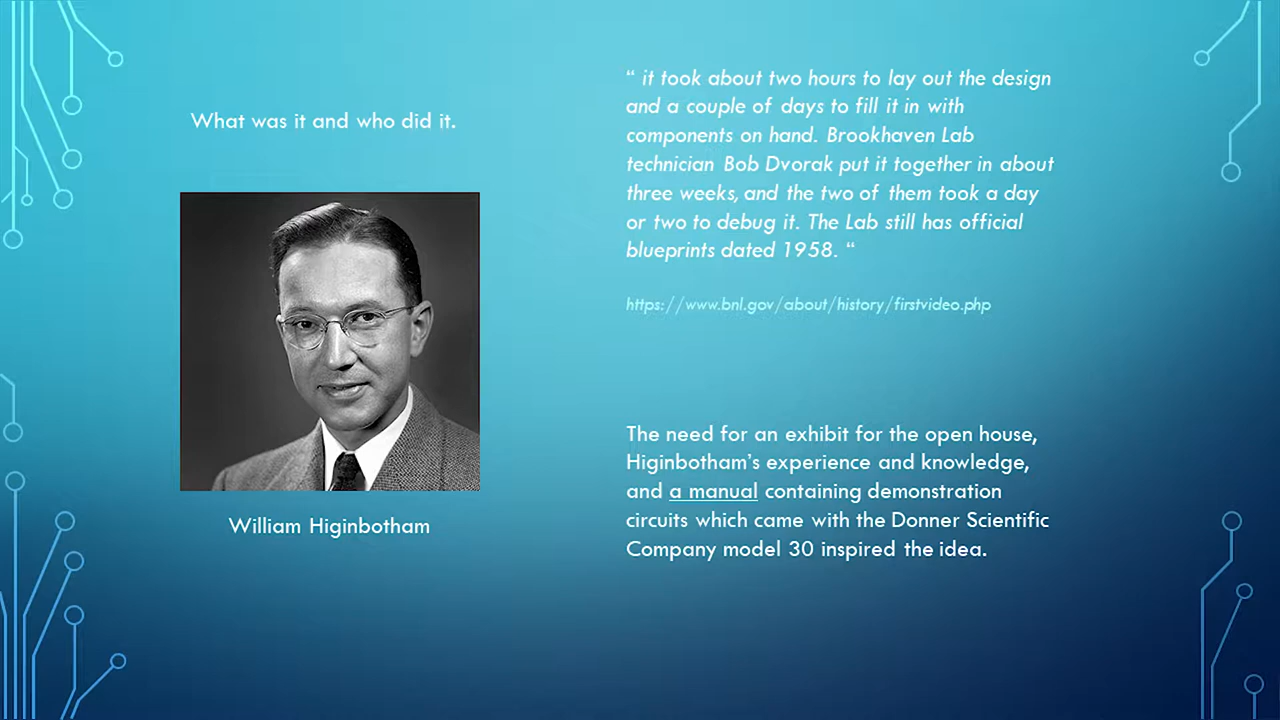 What was it and who did it.
William Higinbotham
“ it took about two hours to lay out the design
and a couple of days to fill it in with
components on hand. Brookhaven Lab
technician Bob Dvorak put it together in about
three weeks, and the two of them took a day
or two to debug it. The Lab still has official
blueprints dated 1958. “
https://www.bnl.gov/about/history/firstvideo.php
The need for an exhibit for the open house,
Higinbotham’s experience and knowledge,
and a manual containing demonstration
circuits which came with the Donner Scientific
Company model 30 inspired the idea.